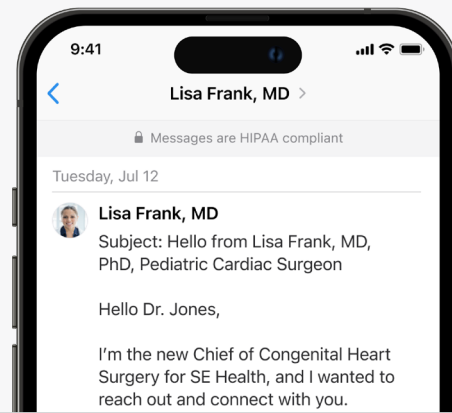 9:41
Lisa Frank, MD
Messages are HIPAA compliant
Tuesday, Jul 12
Lisa Frank, MD
Subject: Hello from Lisa Frank, MD,
PhD, Pediatric Cardiac Surgeon
Hello Dr. Jones,
I'm the new Chief of Congenital Heart
Surgery for SE Health, and I wanted to
reach out and connect with you.